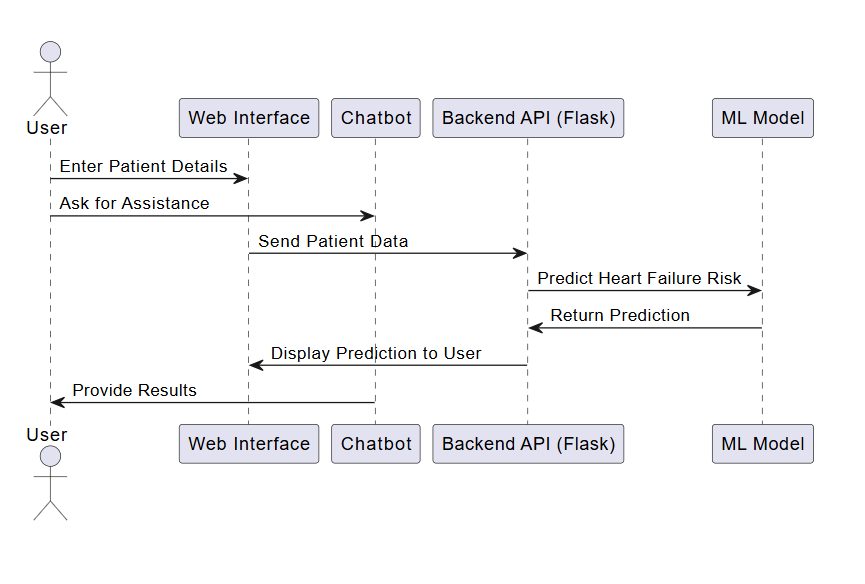 User
Web Interface
Chatbot
Backend API (Flask)
ML Model
Enter Patient Details
Ask for Assistance
Send Patient Data
Predict Heart Failure Risk
Return Prediction
Display Prediction to User
Provide Results
User
Web Interface
Chatbot
Backend API (Flask)
ML Model